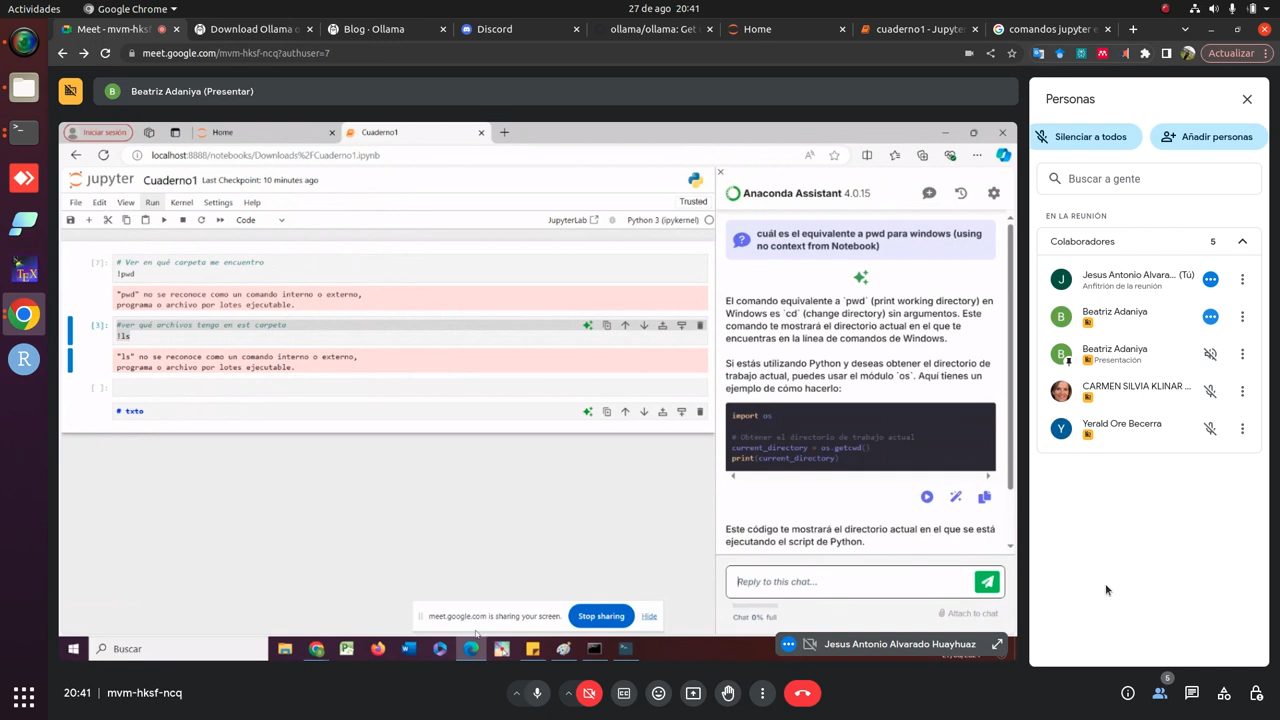 Google Chrome
27 de ago 20:41
Meet - mvm-hksf-
Download Ollama o
Blog · Ollama
Discord
ollama/ollama: Get
Home
cuaderno1 - Jupyte
comandos jupyter e
meet.google.com/mvm-hksf-ncq?authuser=7
Actualizar
B
Beatriz Adaniya (Presentar)
Iniciar sesión
Home
Cuaderno1
localhost:8888/notebooks/Downloads%2FCuaderno1.ipynb
jupyter Cuaderno1 Last Checkpoint: 10 minutes ago
File Edit View Run Kernel Settings Help
Trusted
Code
JupyterLab
Python 3 (ipykernel)
[7]: # Ver en qué carpeta me encuentro
!pwd
"pwd" no se reconoce como un comando interno o externo,
programa o archivo por lotes ejecutable.
[3]: #ver qué archivos tengo en est carpeta
!ls
"ls" no se reconoce como un comando interno o externo,
programa o archivo por lotes ejecutable.
[ ]:
# txto
Anaconda Assistant 4.0.15
cuál es el equivalente a pwd para windows (using
no context from Notebook)
El comando equivalente a `pwd` (print working directory) en
Windows es `cd` (change directory) sin argumentos. Este
comando te mostrará el directorio actual en el que te
encuentras en la línea de comandos de Windows.
Si estás utilizando Python y deseas obtener el directorio de
trabajo actual, puedes usar el módulo `os`. Aquí tienes un
ejemplo de cómo hacerlo:
import os
# Obtener el directorio de trabajo actual
current_directory = os.getcwd()
print(current_directory)
Este código te mostrará el directorio actual en el que se está
ejecutando el script de Python.
Reply to this chat...
Chat 0% full
Attach to chat
meet.google.com is sharing your screen.
Stop sharing
Hide
Buscar
Jesus Antonio Alvarado Huayhuaz
Personas
Silenciar a todos
Añadir personas
Buscar a gente
EN LA REUNIÓN
Colaboradores 5
J
Jesus Antonio Alvara... (Tú)
Anfitrión de la reunión
B
Beatriz Adaniya
B
Beatriz Adaniya
Presentación
CARMEN SILVIA KLINAR ...
Y
Yerald Ore Becerra
20:41 | mvm-hksf-ncq
5